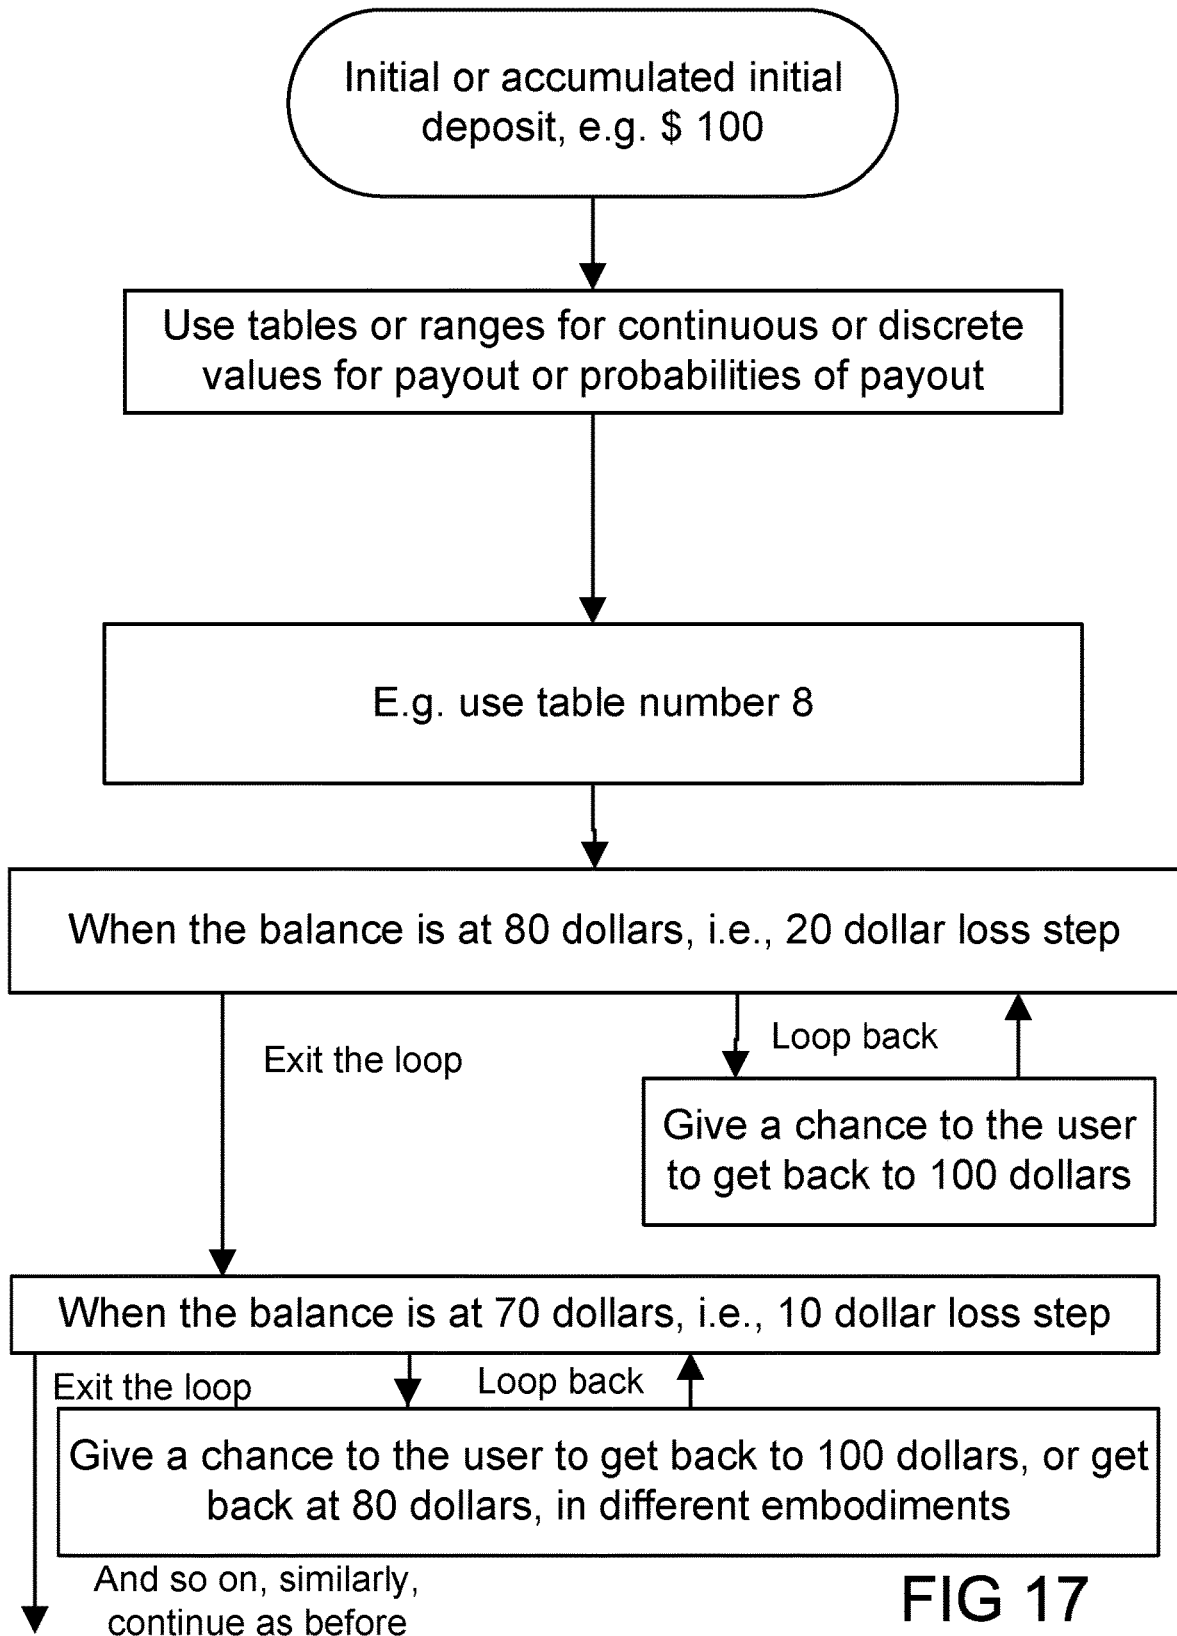 Initial or accumulated initial
deposit, e.g. $ 100
Use tables or ranges for continuous or discrete
values for payout or probabilities of payout
E.g. use table number 8
When the balance is at 80 dollars, i.e., 20 dollar loss step
Exit the loop
Loop back
Give a chance to the user
to get back to 100 dollars
When the balance is at 70 dollars, i.e., 10 dollar loss step
Exit the loop
Loop back
Give a chance to the user to get back to 100 dollars, or get
back at 80 dollars, in different embodiments
And so on, similarly,
continue as before
FIG 17